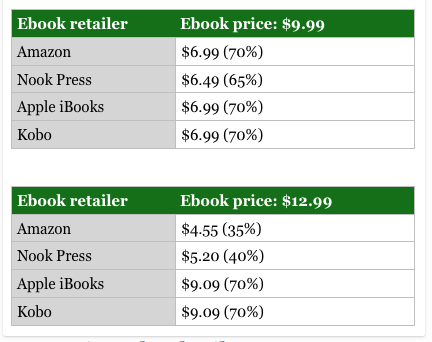 Ebook retailer Ebook price: $9.99
Amazon $6.99 (70%)
Nook Press $6.49 (65%)
Apple iBooks $6.99 (70%)
Kobo $6.99 (70%)
Ebook retailer Ebook price: $12.99
Amazon $4.55 (35%)
Nook Press $5.20 (40%)
Apple iBooks $9.09 (70%)
Kobo $9.09 (70%)